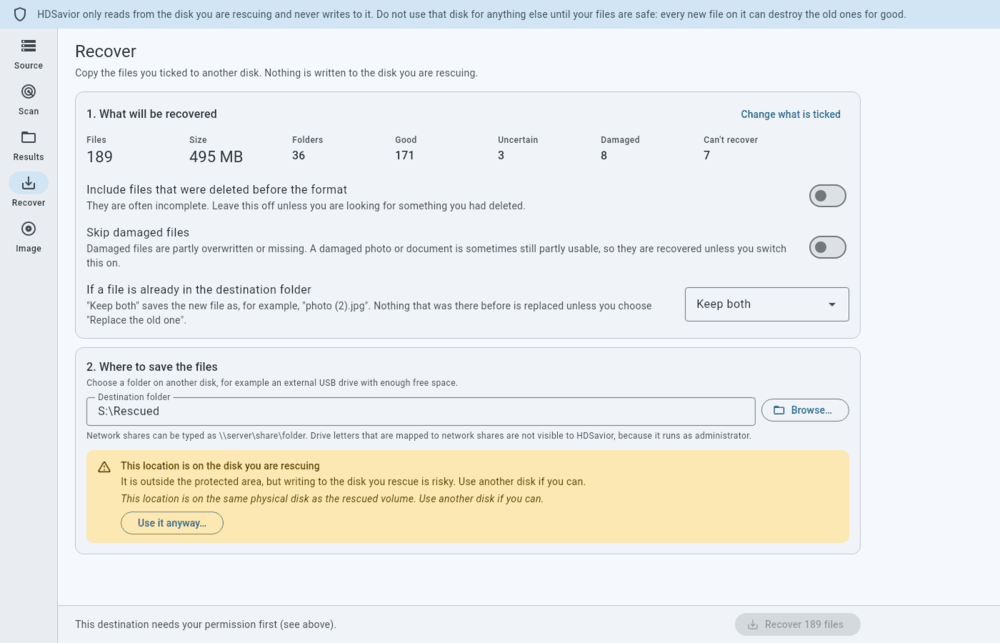 HDSavior only reads from the disk you are rescuing and never writes to it. Do not use that disk for anything else until your files are safe: every new file on it can destroy the old ones for good.
Source
Scan
Results
Recover
Image
Recover
Copy the files you ticked to another disk. Nothing is written to the disk you are rescuing.
1. What will be recovered
Change what is ticked
Files
Size
Folders
Good
Uncertain
Damaged
Can't recover
189
495 MB
36
171
3
8
7
Include files that were deleted before the format
They are often incomplete. Leave this off unless you are looking for something you had deleted.
Skip damaged files
Damaged files are partly overwritten or missing. A damaged photo or document is sometimes still partly usable, so they are recovered unless you switch
this on.
If a file is already in the destination folder
"Keep both" saves the new file as, for example, "photo (2).jpg". Nothing that was there before is replaced unless you choose
"Replace the old one".
Keep both
2. Where to save the files
Choose a folder on another disk, for example an external USB drive with enough free space.
Destination folder
S:\Rescued
Browse...
Network shares can be typed as \\server\share\folder. Drive letters that are mapped to network shares are not visible to HDSavior, because it runs as administrator.
This location is on the disk you are rescuing
It is outside the protected area, but writing to the disk you rescue is risky. Use another disk if you can.
This location is on the same physical disk as the rescued volume. Use another disk if you can.
Use it anyway...
This destination needs your permission first (see above).
Recover 189 files